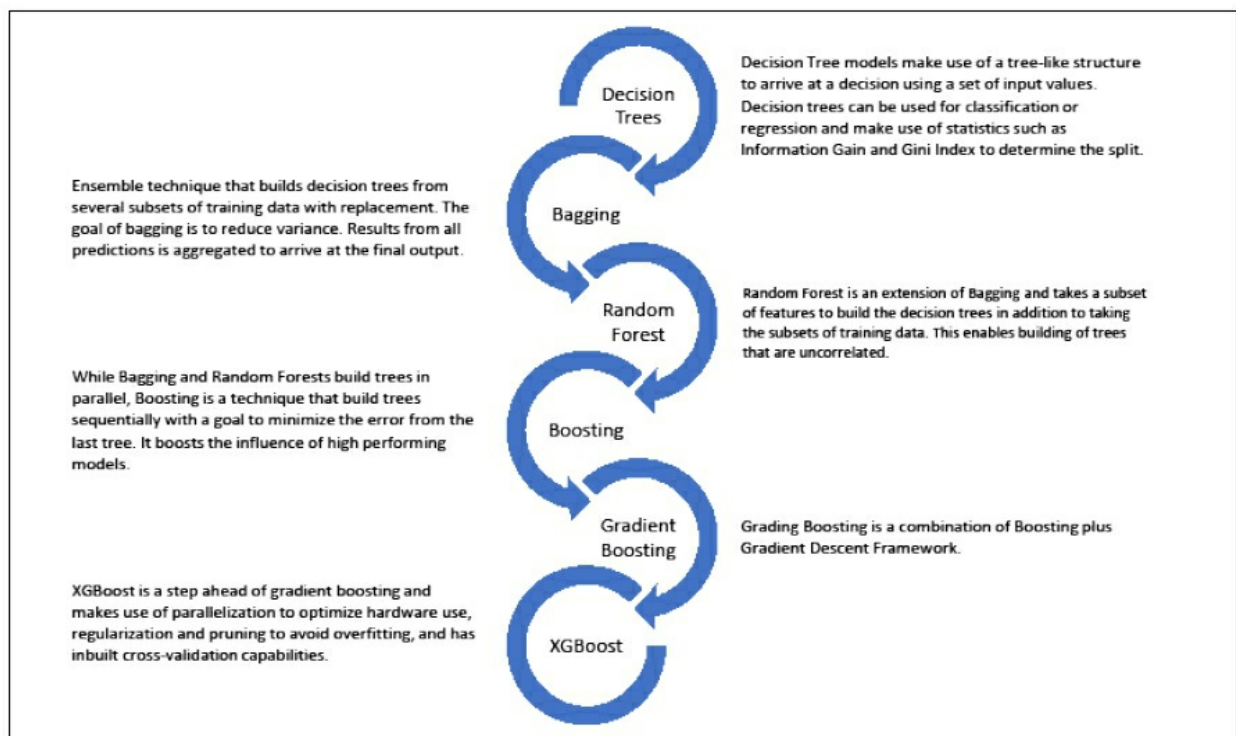 Decision
Trees
Decision Tree models make use of a tree-like structure
to arrive at a decision using a set of input values.
Decision trees can be used for classification or
regression and make use of statistics such as
Information Gain and Gini Index to determine the split.
Ensemble technique that builds decision trees from
several subsets of training data with replacement. The
goal of bagging is to reduce variance. Results from all
predictions is aggregated to arrive at the final output.
Bagging
Random
Forest
Random Forest is an extension of Bagging and takes a subset
of features to build the decision trees in addition to taking
the subsets of training data. This enables building of trees
that are uncorrelated.
While Bagging and Random Forests build trees in
parallel, Boosting is a technique that build trees
sequentially with a goal to minimize the error from the
last tree. It boosts the influence of high performing
models.
Boosting
Gradient
Boosting
Grading Boosting is a combination of Boosting plus
Gradient Descent Framework.
XGBoost is a step ahead of gradient boosting and
makes use of parallelization to optimize hardware use,
regularization and pruning to avoid overfitting, and has
inbuilt cross-validation capabilities.
XGBoost